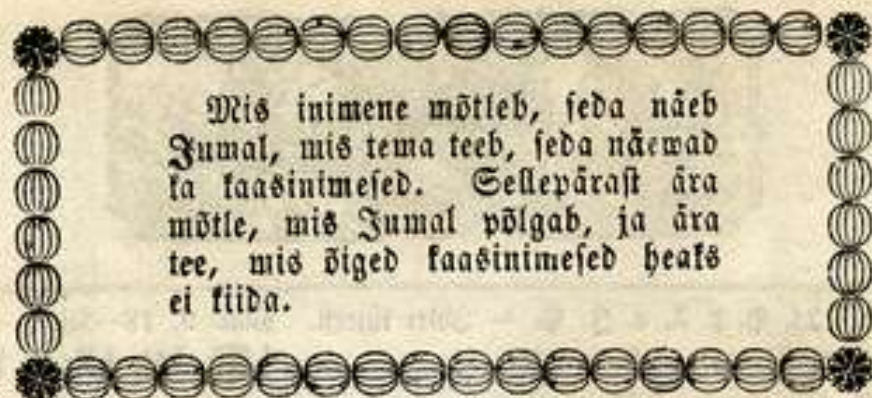 Mis inimene mõtleb, seda näeb
Jumal, mis tema teeb, seda näewad
ka kaasinimesed. Sellepärast ära
mõtle, mis Jumal põlgab, ja ära
tee, mis õiged kaasinimesed heaks
ei kiida.